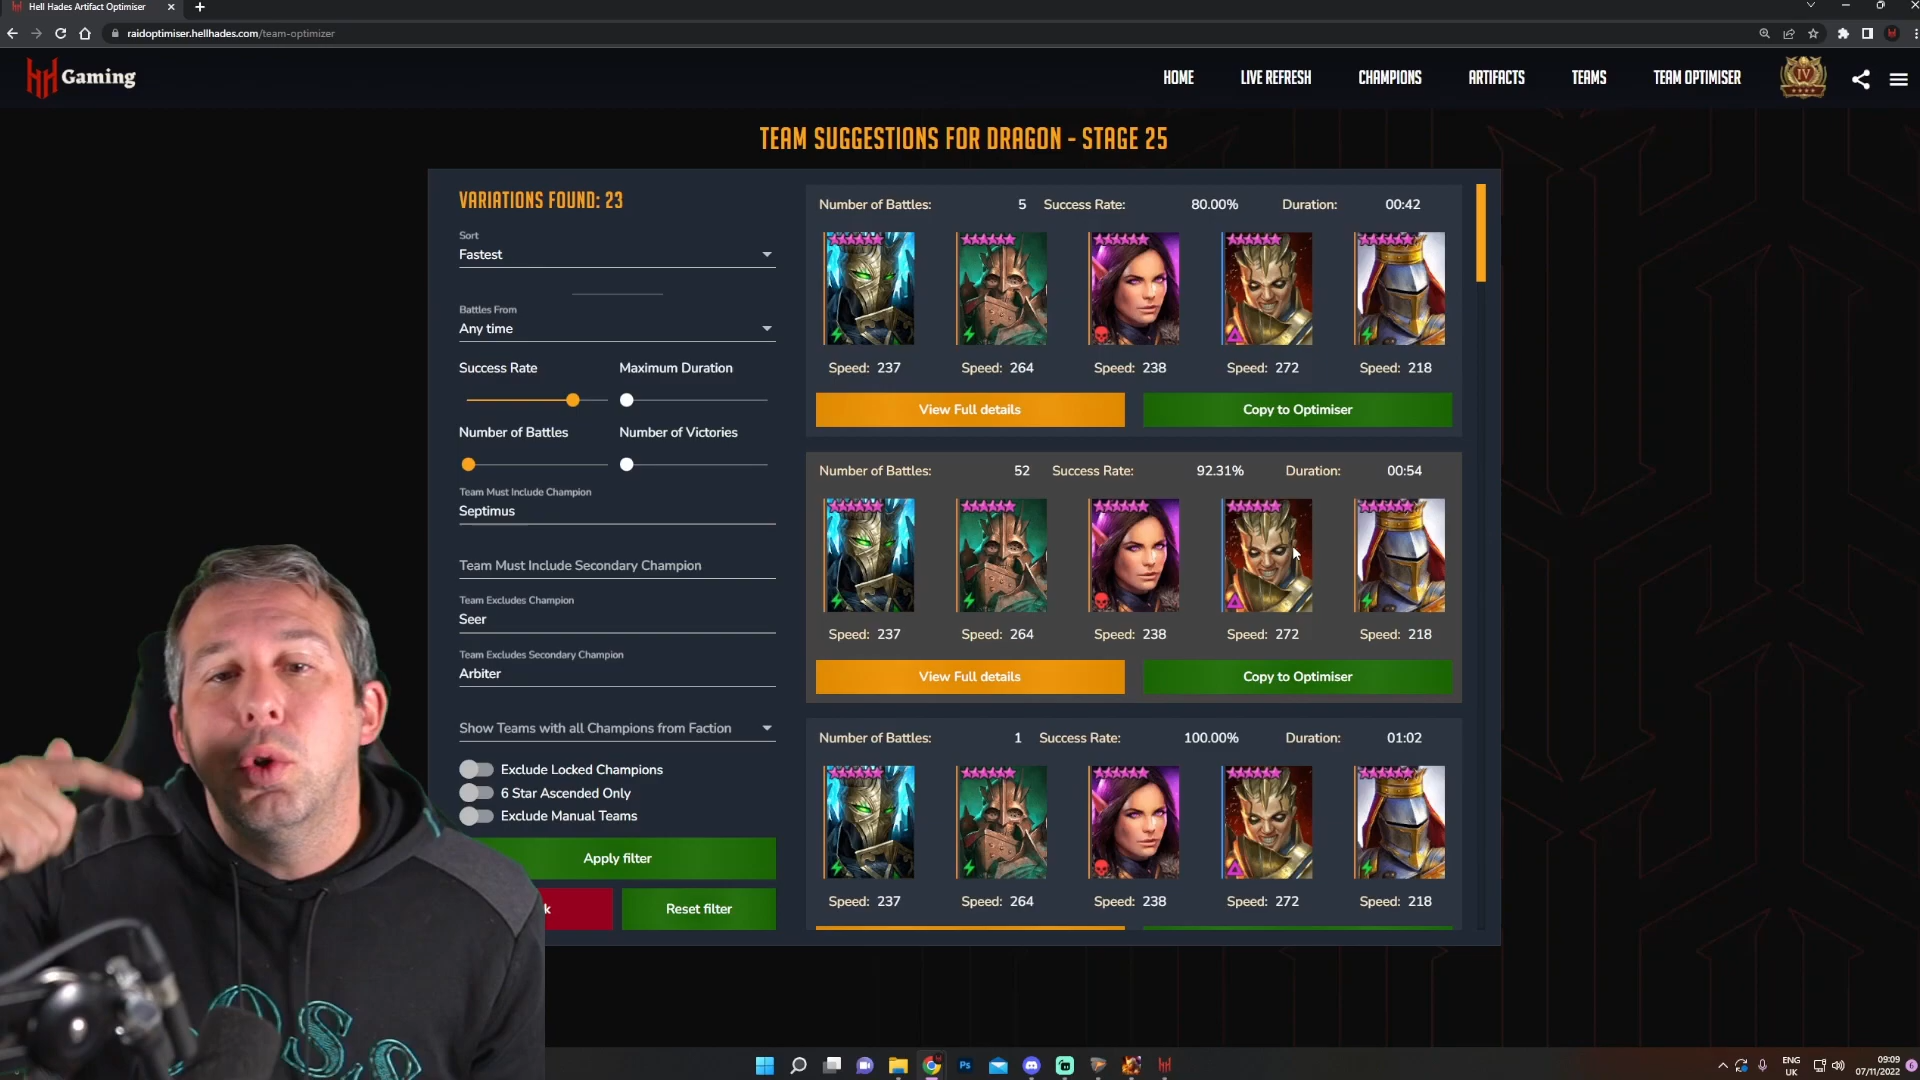 Hell Hades Artifact Optimiser
raidoptimiser.hellhades.com/team-optimizer
Gaming
HOME
LIVE REFRESH
CHAMPIONS
ARTIFACTS
TEAMS
TEAM OPTIMISER
IV
TEAM SUGGESTIONS FOR DRAGON - STAGE 25
VARIATIONS FOUND: 23
Sort
Fastest
Battles From
Any time
Success Rate
Maximum Duration
Number of Battles
Number of Victories
Team Must Include Champion
Septimus
Team Must Include Secondary Champion
Team Excludes Champion
Seer
Team Excludes Secondary Champion
Arbiter
Show Teams with all Champions from Faction
Exclude Locked Champions
6 Star Ascended Only
Exclude Manual Teams
Apply filter
k
Reset filter
Number of Battles: 5 Success Rate: 80.00% Duration: 00:42
Speed: 237 Speed: 264 Speed: 238 Speed: 272 Speed: 218
View Full details
Copy to Optimiser
Number of Battles: 52 Success Rate: 92.31% Duration: 00:54
Speed: 237 Speed: 264 Speed: 238 Speed: 272 Speed: 218
View Full details
Copy to Optimiser
Number of Battles: 1 Success Rate: 100.00% Duration: 01:02
Speed: 237 Speed: 264 Speed: 238 Speed: 272 Speed: 218
Ps
ENG
UK
09:09
07/11/2022